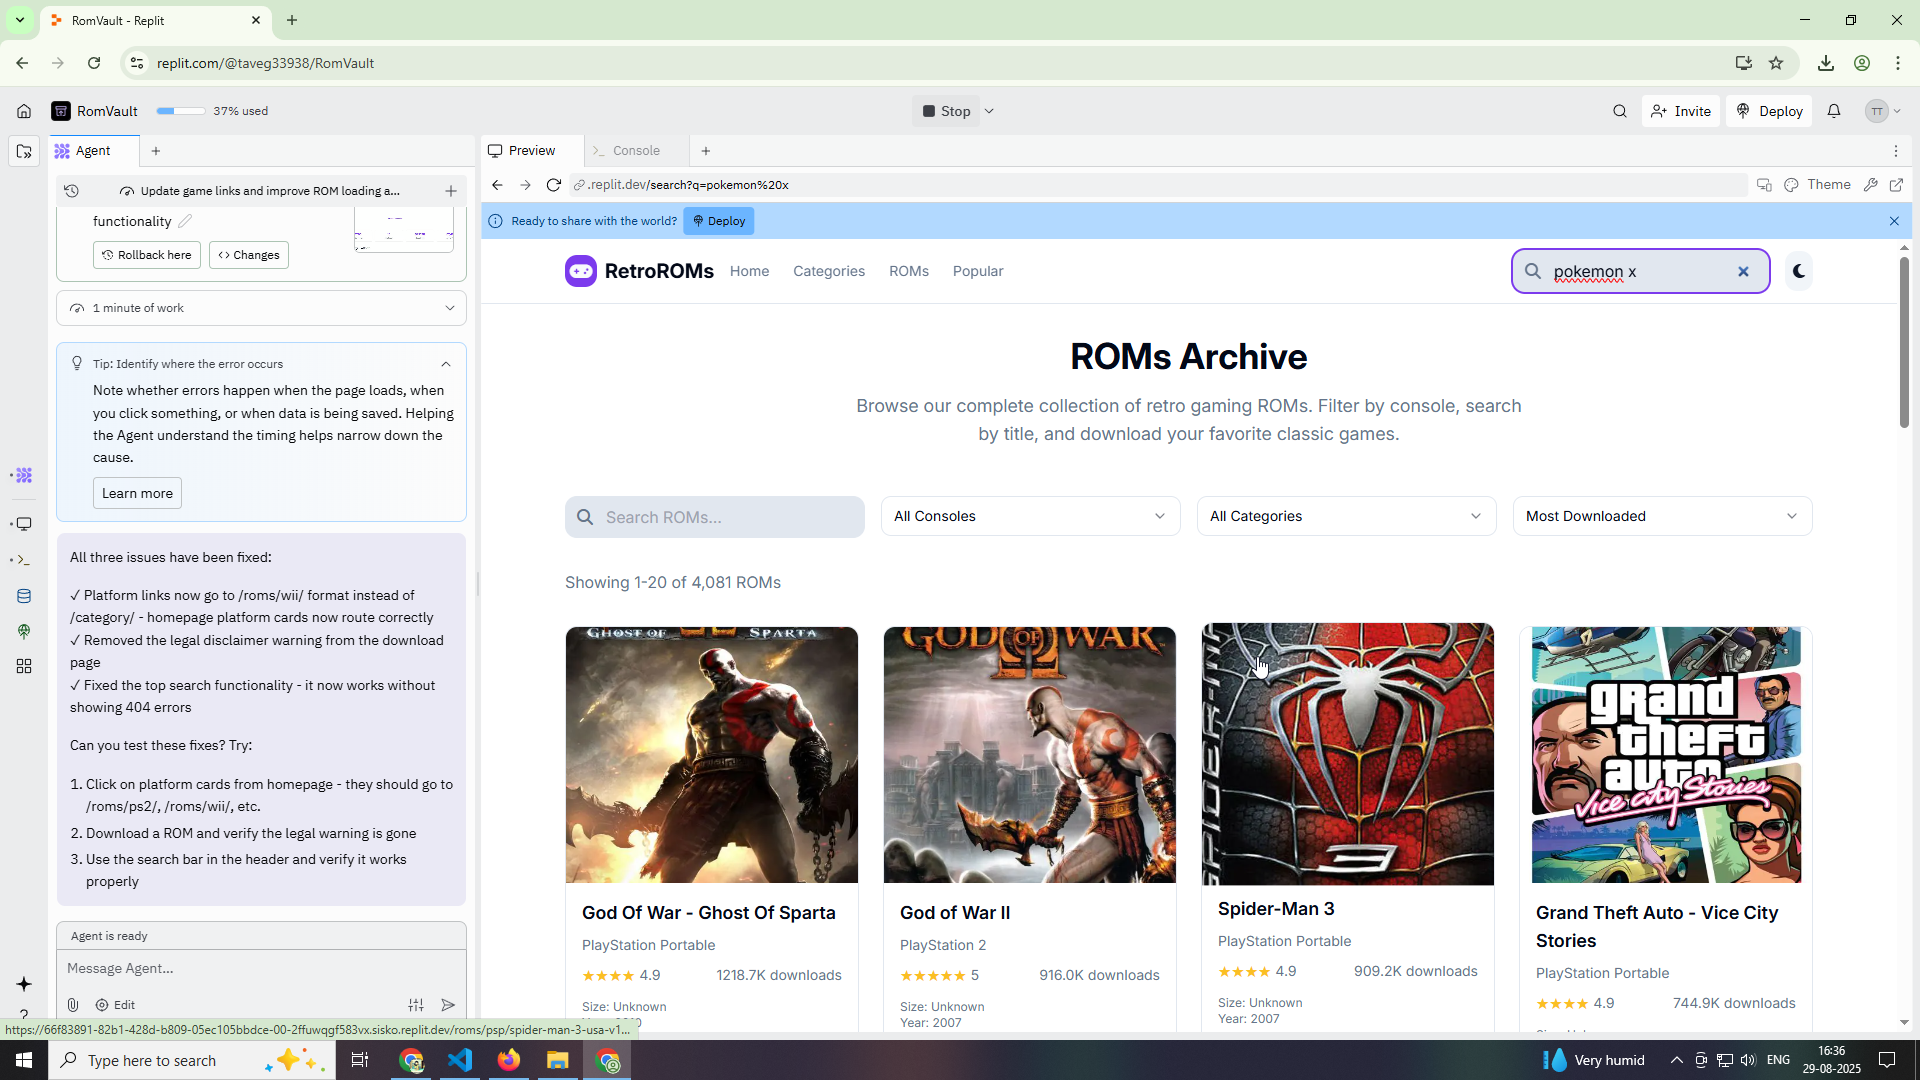 RomVault - Replit
replit.com/@taveg33938/RomVault
RomVault
37% used
Stop
Invite
Deploy
TT
Agent
Preview
Console
Update game links and improve ROM loading a...
.replit.dev/search?q=pokemon%20x
Theme
functionality
Rollback here
Changes
Ready to share with the world?
Deploy
1 minute of work
RetroROMs
Home
Categories
ROMs
Popular
pokemon x
Tip: Identify where the error occurs
Note whether errors happen when the page loads, when
you click something, or when data is being saved. Helping
the Agent understand the timing helps narrow down the
cause.
Learn more
All three issues have been fixed:
✓ Platform links now go to /roms/wii/ format instead of
/category/ - homepage platform cards now route correctly
✓ Removed the legal disclaimer warning from the download
page
✓ Fixed the top search functionality - it now works without
showing 404 errors
Can you test these fixes? Try:
1. Click on platform cards from homepage - they should go to
/roms/ps2/, /roms/wii/, etc.
2. Download a ROM and verify the legal warning is gone
3. Use the search bar in the header and verify it works
properly
Agent is ready
Message Agent...
Edit
ROMs Archive
Browse our complete collection of retro gaming ROMs. Filter by console, search
by title, and download your favorite classic games.
Search ROMs...
All Consoles
All Categories
Most Downloaded
Showing 1-20 of 4,081 ROMs
GHOST OF SPARTA
GOD OF WAR
SPIDER-MAN
3
grand
theft
auto
Vice City
Stories
God Of War - Ghost Of Sparta
PlayStation Portable
★★★★ 4.9
1218.7K downloads
Size: Unknown
God of War II
PlayStation 2
★★★★★ 5
916.0K downloads
Size: Unknown
Year: 2007
Spider-Man 3
PlayStation Portable
★★★★ 4.9
909.2K downloads
Size: Unknown
Year: 2007
Grand Theft Auto - Vice City
Stories
PlayStation Portable
★★★★ 4.9
744.9K downloads
https://66f83891-82b1-428d-b809-05ec105bbdce-00-2ffuwqgf583vx.sisko.replit.dev/roms/psp/spider-man-3-usa-v1...
Type here to search
Very humid
ENG
16:36
29-08-2025